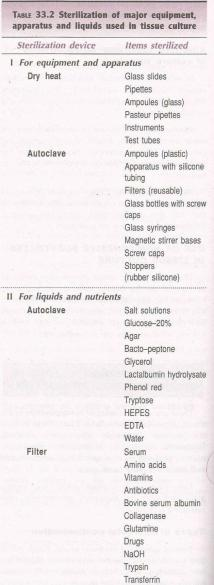 TABLE 33.2 Sterilization of major equipment,
apparatus and liquids used in tissue culture
Sterilization device Items sterilized
I For equipment and apparatus
Dry heat Glass slides
Pipettes
Ampoules (glass)
Pasteur pipettes
Instruments
Test tubes
Autoclave Ampoules (plastic)
Apparatus with silicone
tubing
Filters (reusable)
Glass bottles with screw
caps
Glass syringes
Magnetic stirrer bases
Screw caps
Stoppers
(rubber silicone)
II For liquids and nutrients
Autoclave Salt solutions
Glucose–20%
Agar
Bacto–peptone
Glycerol
Lactalbumin hydrolysate
Phenol red
Tryptose
HEPES
EDTA
Water
Filter Serum
Amino acids
Vitamins
Antibiotics
Bovine serum albumin
Collagenase
Glutamine
Drugs
NaOH
Trypsin
Transferrin